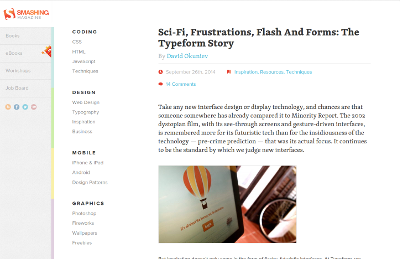 SMASHING
MAGAZINE
Books
eBooks
Workshops
Job Board
CODING
CSS
HTML
Javascript
Techniques
DESIGN
Web Design
Typography
Inspiration
Business
MOBILE
iPhone & iPad
Android
Design Patterns
GRAPHICS
Photoshop
Fireworks
Wallpapers
Freebies
Sci-Fi, Frustrations, Flash And Forms: The
Typeform Story
By David Okuniev
September 26th, 2014
Inspiration, Resources, Techniques
Comments
Take any new interface design or display technology, and chances are that
someone somewhere has already compared it to Minority Report. The 2002
dystopian film, with its see-through screens and gesture-driven interfaces,
is remembered more for its futuristic tech than for the insidiousness of the
technology — pre-crime prediction — that was its actual focus. It continues
to be the standard by which we judge new interfaces.